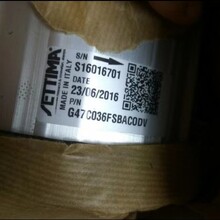 SETTIMA
MADE IN ITALY
S/N
S16016701
DATE
23/06/2016
P/N
G47C036FSBACODV